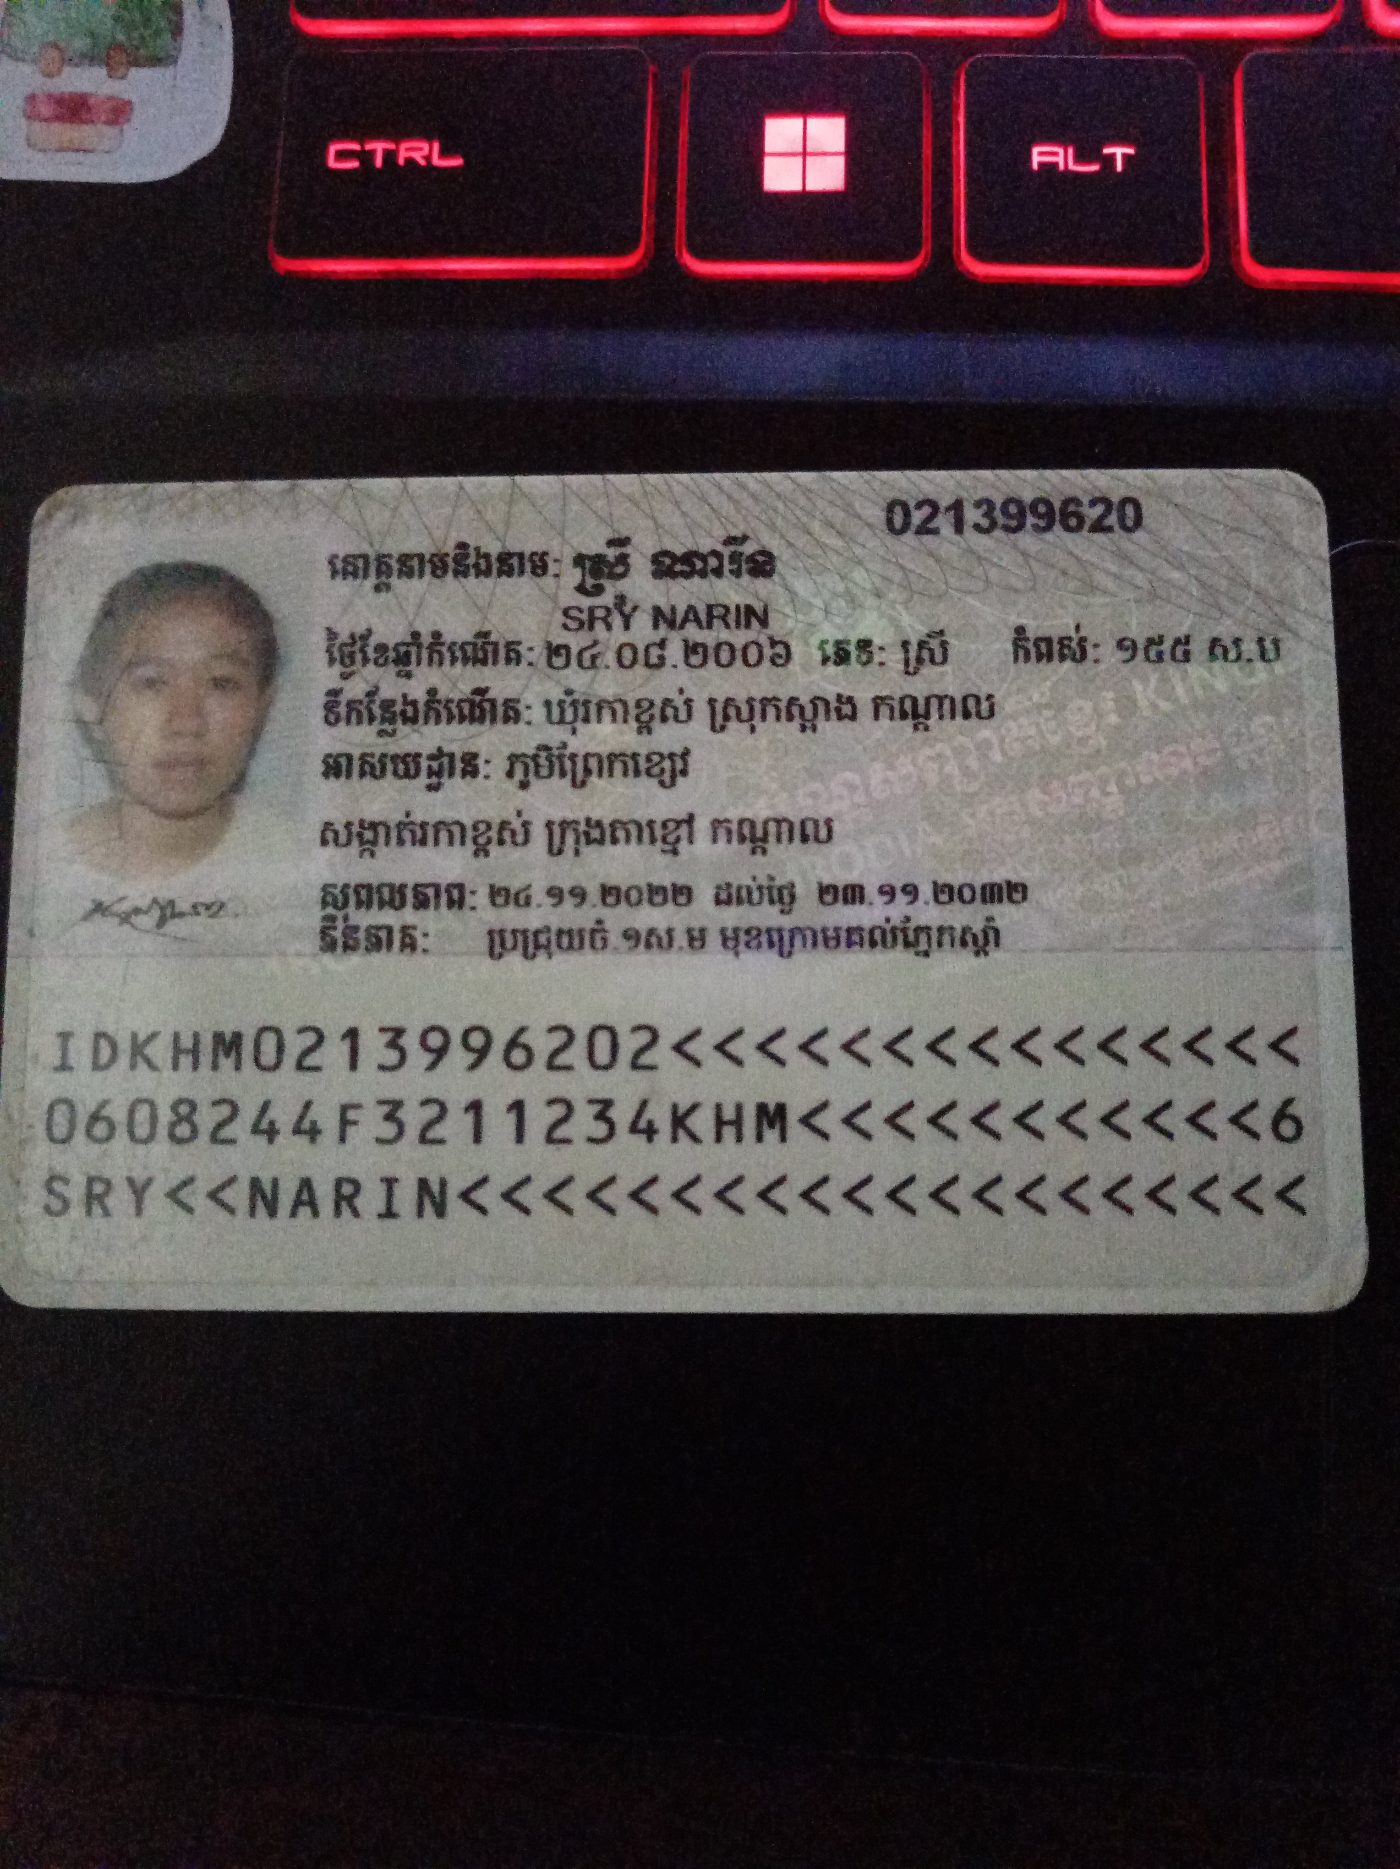 CTRL
ALT
021399620
គោត្តនាមនិងនាម: ស្រី ណារីន
SRY NARIN
ថ្ងៃខែឆ្នាំកំណើត: ២៤.០៨.២០០៦ ភេទ: ស្រី កំពស់: ១៥៥ ស.ម
ទីកន្លែងកំណើត: ឃុំរកាខ្ពស់ ស្រុកស្អាង កណ្តាល
អាសយដ្ឋាន: ភូមិព្រែកខ្សេវ
សង្កាត់រកាខ្ពស់ ក្រុងតាខ្មៅ កណ្តាល
សុពលភាព: ២៤.១១.២០២២ ដល់ថ្ងៃ ២៣.១១.២០៣២
ភិនភាគ: ប្រជ្រុយចំ.១ស.ម មុខក្រោមគល់ភ្នែកស្តាំ
IDKHM0213996202<<<<<<<<<<<<<<<
0608244F3211234KHM<<<<<<<<<<<6
SRY<<NARIN<<<<<<<<<<<<<<<<<<<<